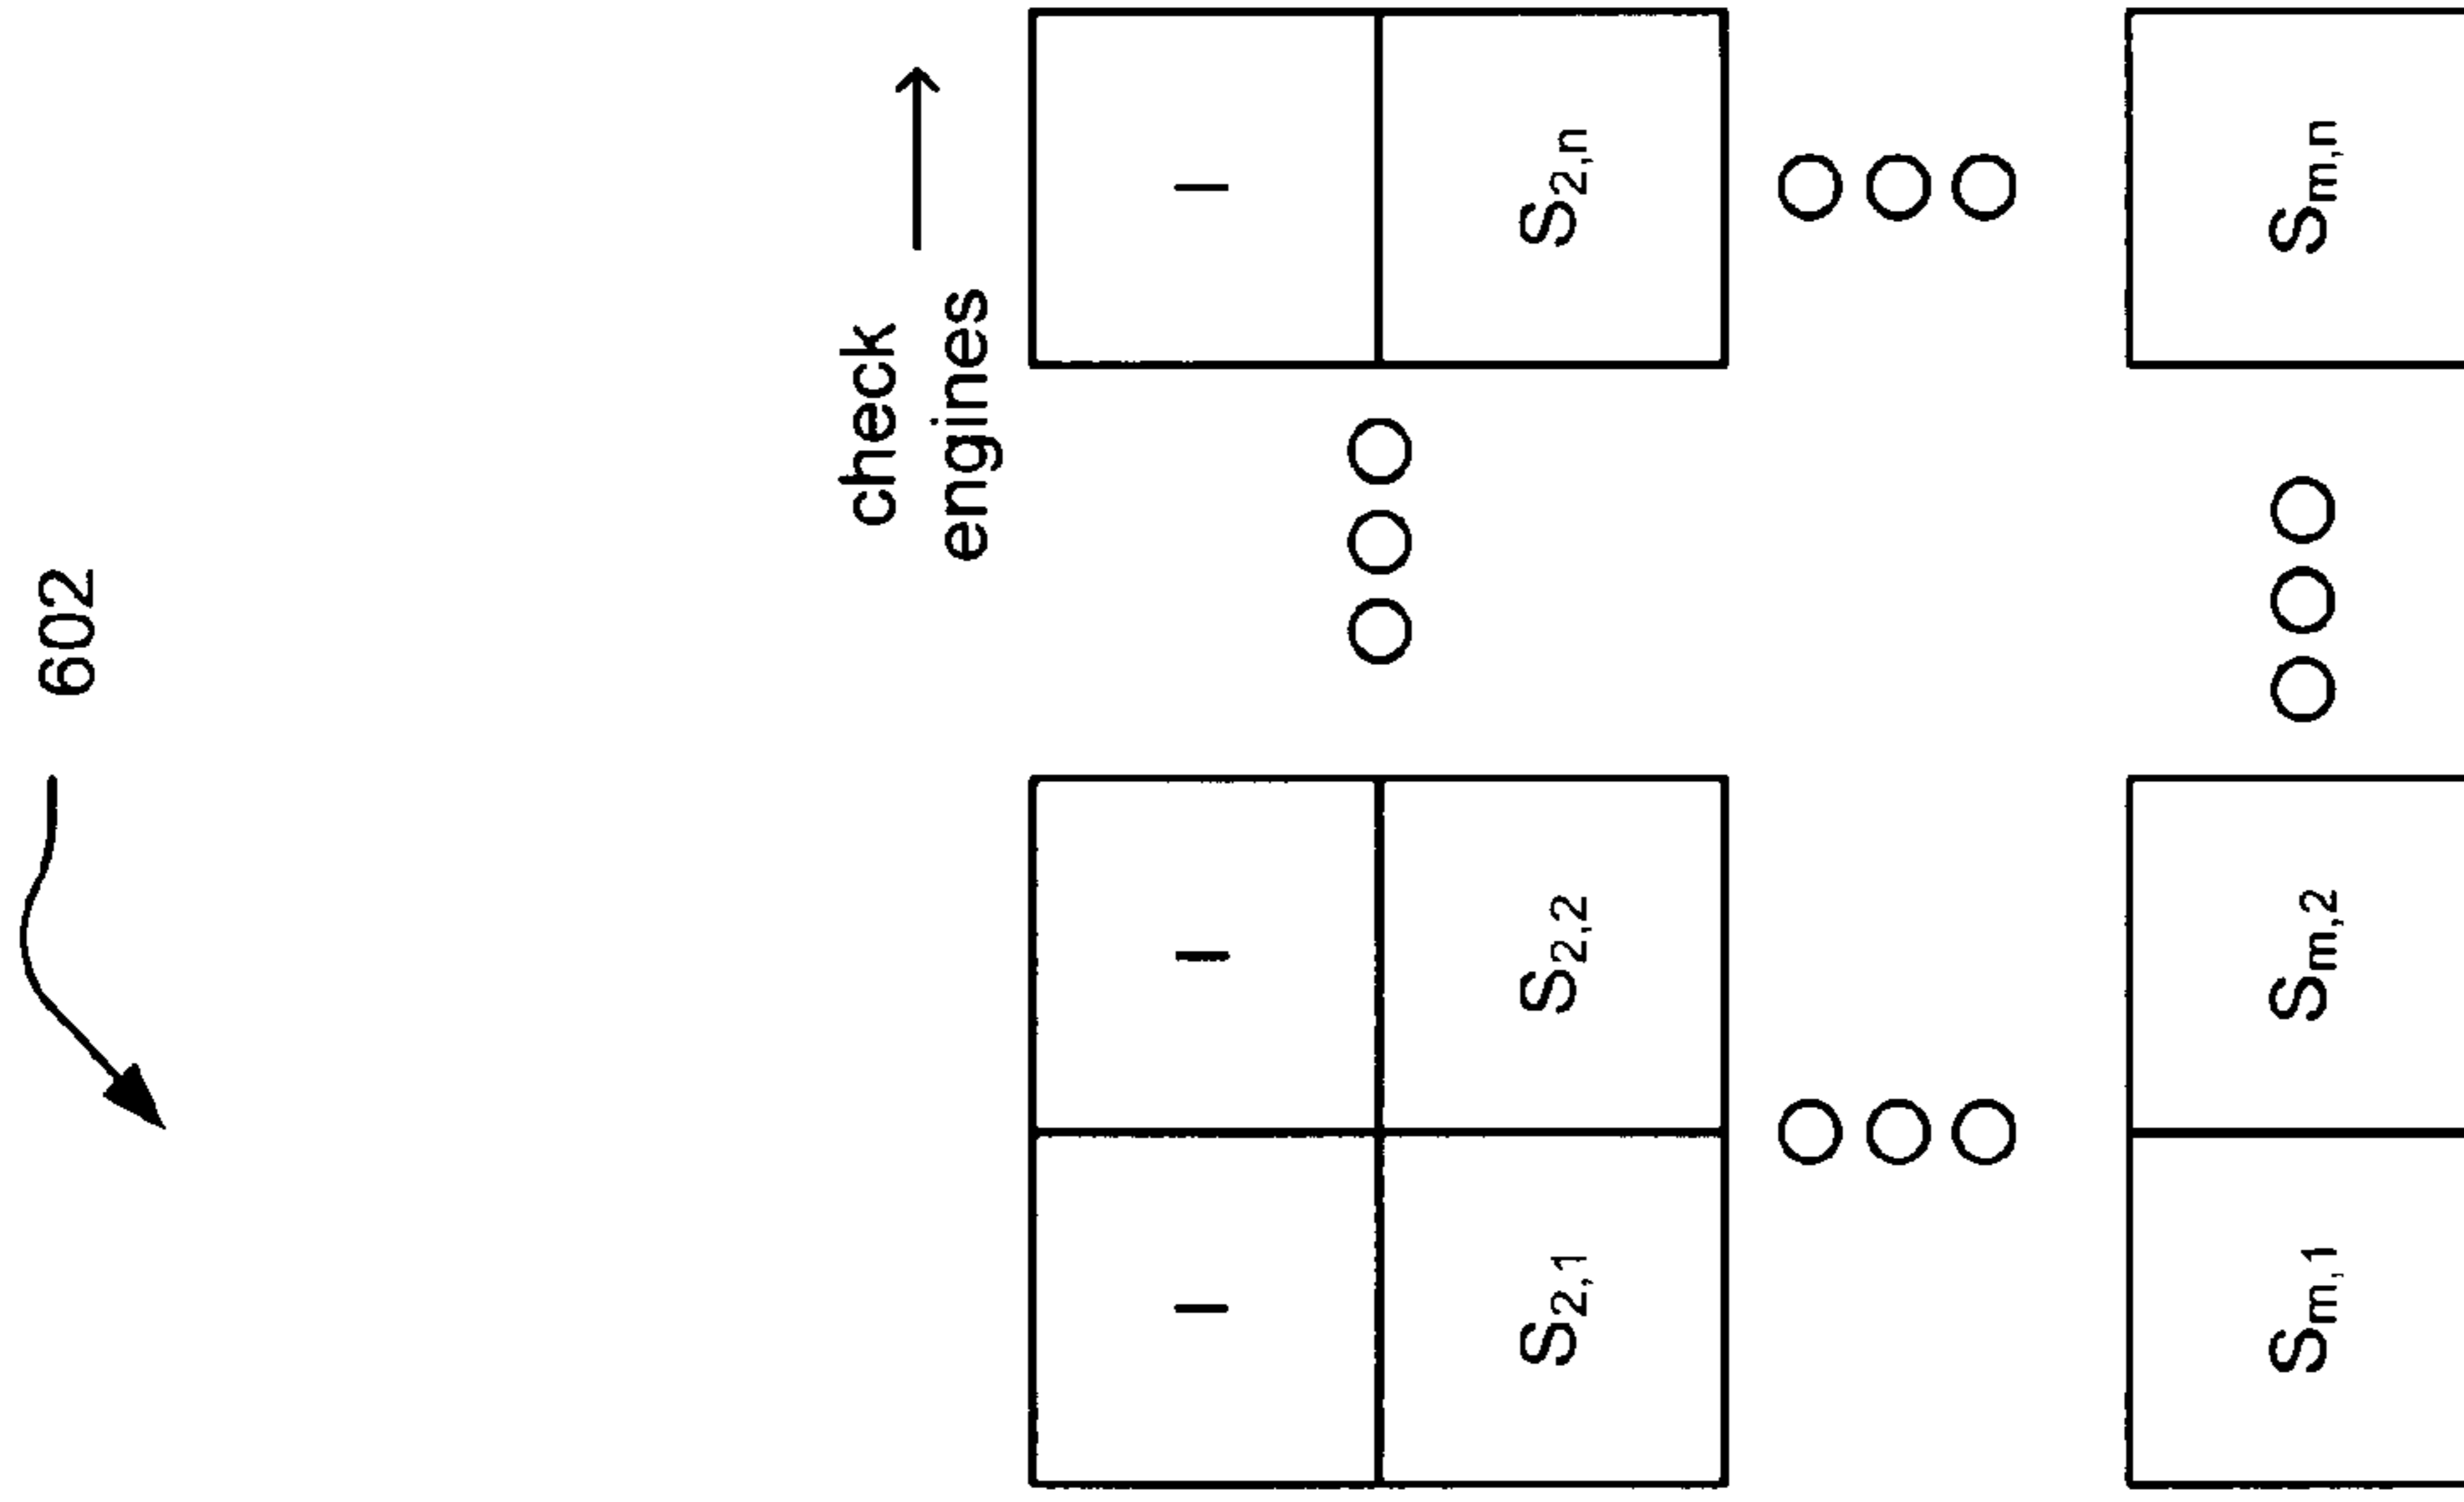 602
check
engines
I I I
S2,1 S2,2 S2,n
Sm,1 Sm,2 Sm,n